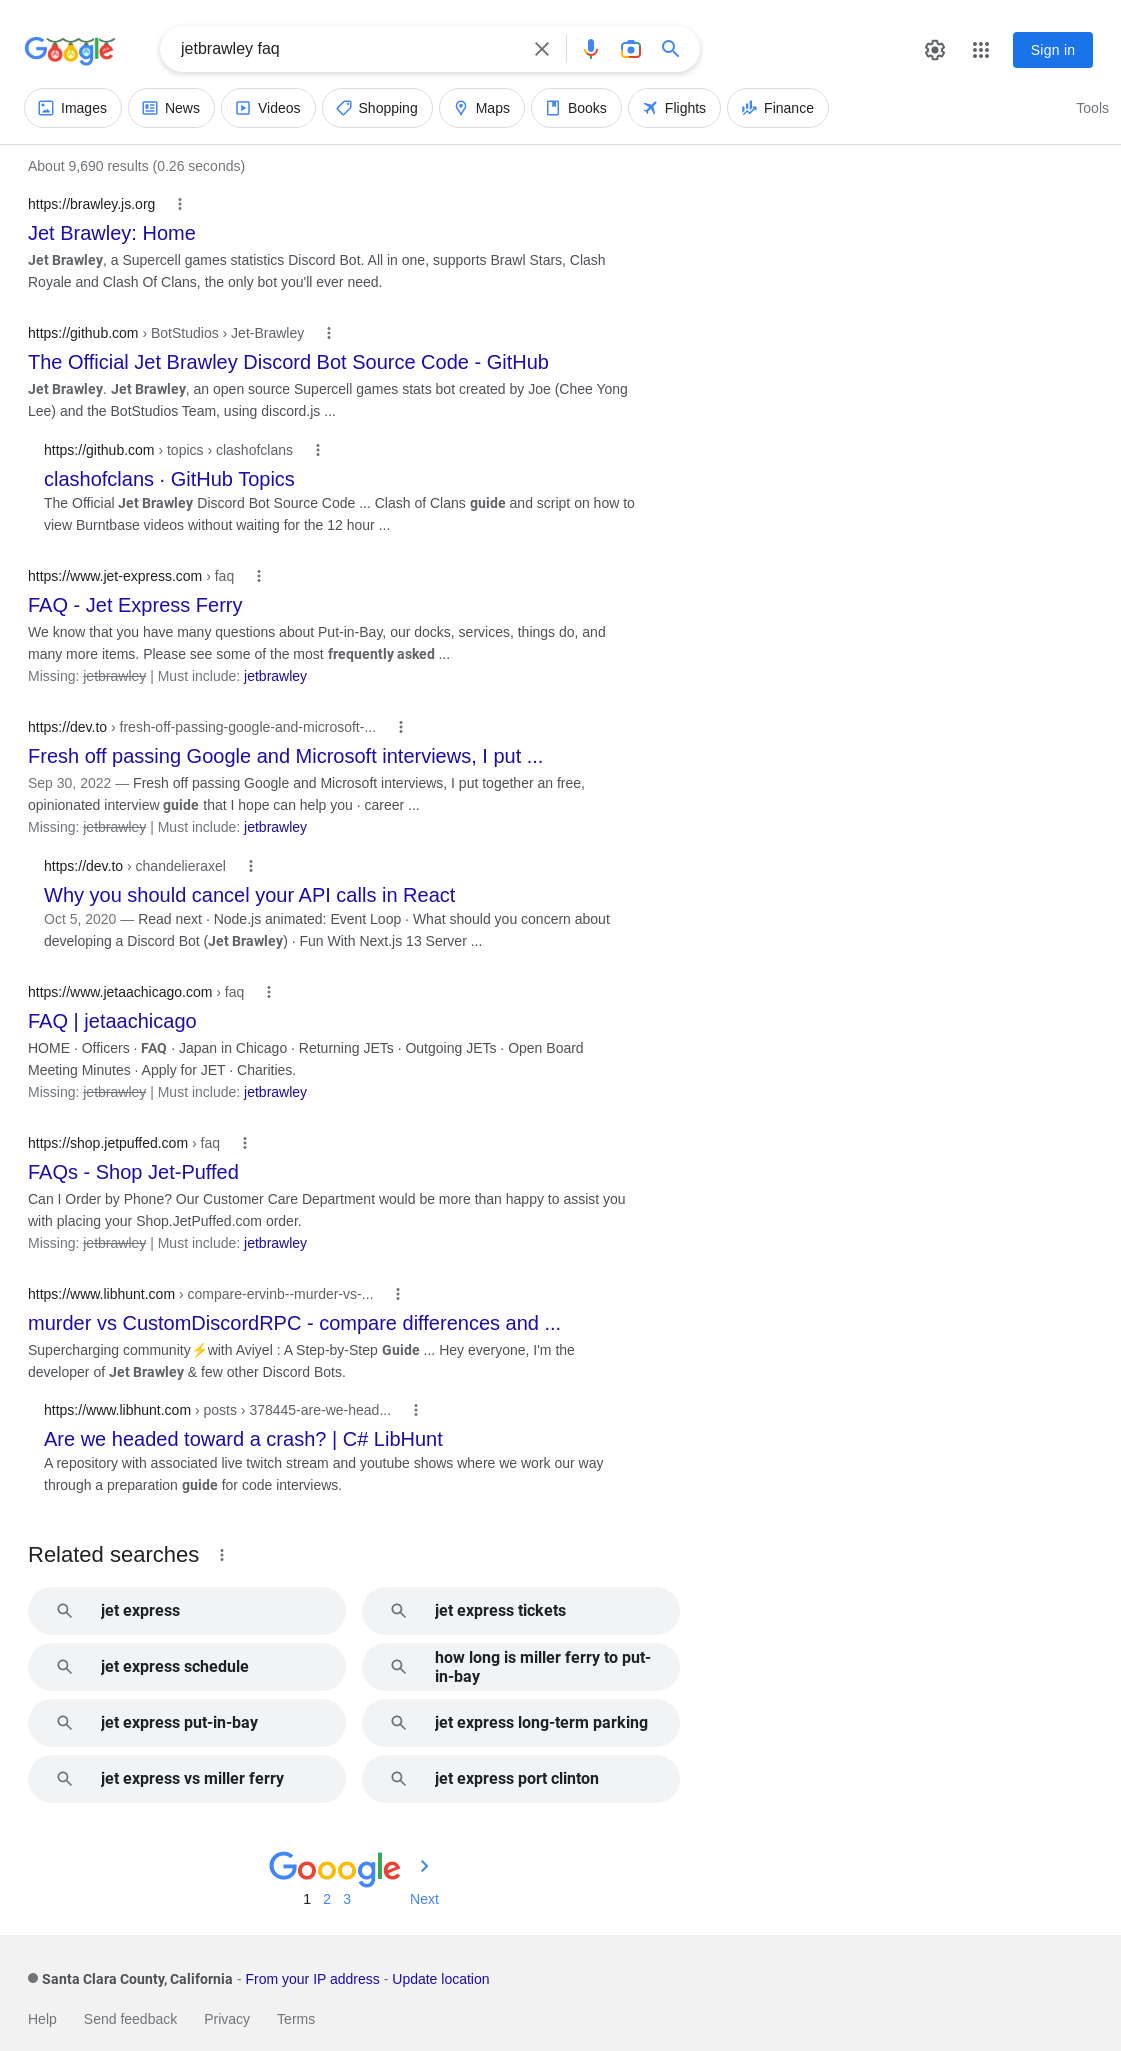 Google
jetbrawley faq
Sign in
Images News Videos Shopping Maps Books Flights Finance Tools
About 9,690 results (0.26 seconds)
https://brawley.js.org
Jet Brawley: Home
Jet Brawley, a Supercell games statistics Discord Bot. All in one, supports Brawl Stars, Clash
Royale and Clash Of Clans, the only bot you'll ever need.
https://github.com › BotStudios › Jet-Brawley
The Official Jet Brawley Discord Bot Source Code - GitHub
Jet Brawley. Jet Brawley, an open source Supercell games stats bot created by Joe (Chee Yong
Lee) and the BotStudios Team, using discord.js ...
https://github.com › topics › clashofclans
clashofclans · GitHub Topics
The Official Jet Brawley Discord Bot Source Code ... Clash of Clans guide and script on how to
view Burntbase videos without waiting for the 12 hour ...
https://www.jet-express.com › faq
FAQ - Jet Express Ferry
We know that you have many questions about Put-in-Bay, our docks, services, things do, and
many more items. Please see some of the most frequently asked ...
Missing: jetbrawley | Must include: jetbrawley
https://dev.to › fresh-off-passing-google-and-microsoft-...
Fresh off passing Google and Microsoft interviews, I put ...
Sep 30, 2022 — Fresh off passing Google and Microsoft interviews, I put together an free,
opinionated interview guide that I hope can help you · career ...
Missing: jetbrawley | Must include: jetbrawley
https://dev.to › chandelieraxel
Why you should cancel your API calls in React
Oct 5, 2020 — Read next · Node.js animated: Event Loop · What should you concern about
developing a Discord Bot (Jet Brawley) · Fun With Next.js 13 Server ...
https://www.jetaachicago.com › faq
FAQ | jetaachicago
HOME · Officers · FAQ · Japan in Chicago · Returning JETs · Outgoing JETs · Open Board
Meeting Minutes · Apply for JET · Charities.
Missing: jetbrawley | Must include: jetbrawley
https://shop.jetpuffed.com › faq
FAQs - Shop Jet-Puffed
Can I Order by Phone? Our Customer Care Department would be more than happy to assist you
with placing your Shop.JetPuffed.com order.
Missing: jetbrawley | Must include: jetbrawley
https://www.libhunt.com › compare-ervinb--murder-vs-...
murder vs CustomDiscordRPC - compare differences and ...
Supercharging community⚡with Aviyel : A Step-by-Step Guide ... Hey everyone, I'm the
developer of Jet Brawley & few other Discord Bots.
https://www.libhunt.com › posts › 378445-are-we-head...
Are we headed toward a crash? | C# LibHunt
A repository with associated live twitch stream and youtube shows where we work our way
through a preparation guide for code interviews.
Related searches
jet express
jet express tickets
jet express schedule
how long is miller ferry to put-
in-bay
jet express put-in-bay
jet express long-term parking
jet express vs miller ferry
jet express port clinton
Gooogle
1 2 3 Next
Santa Clara County, California - From your IP address - Update location
Help Send feedback Privacy Terms